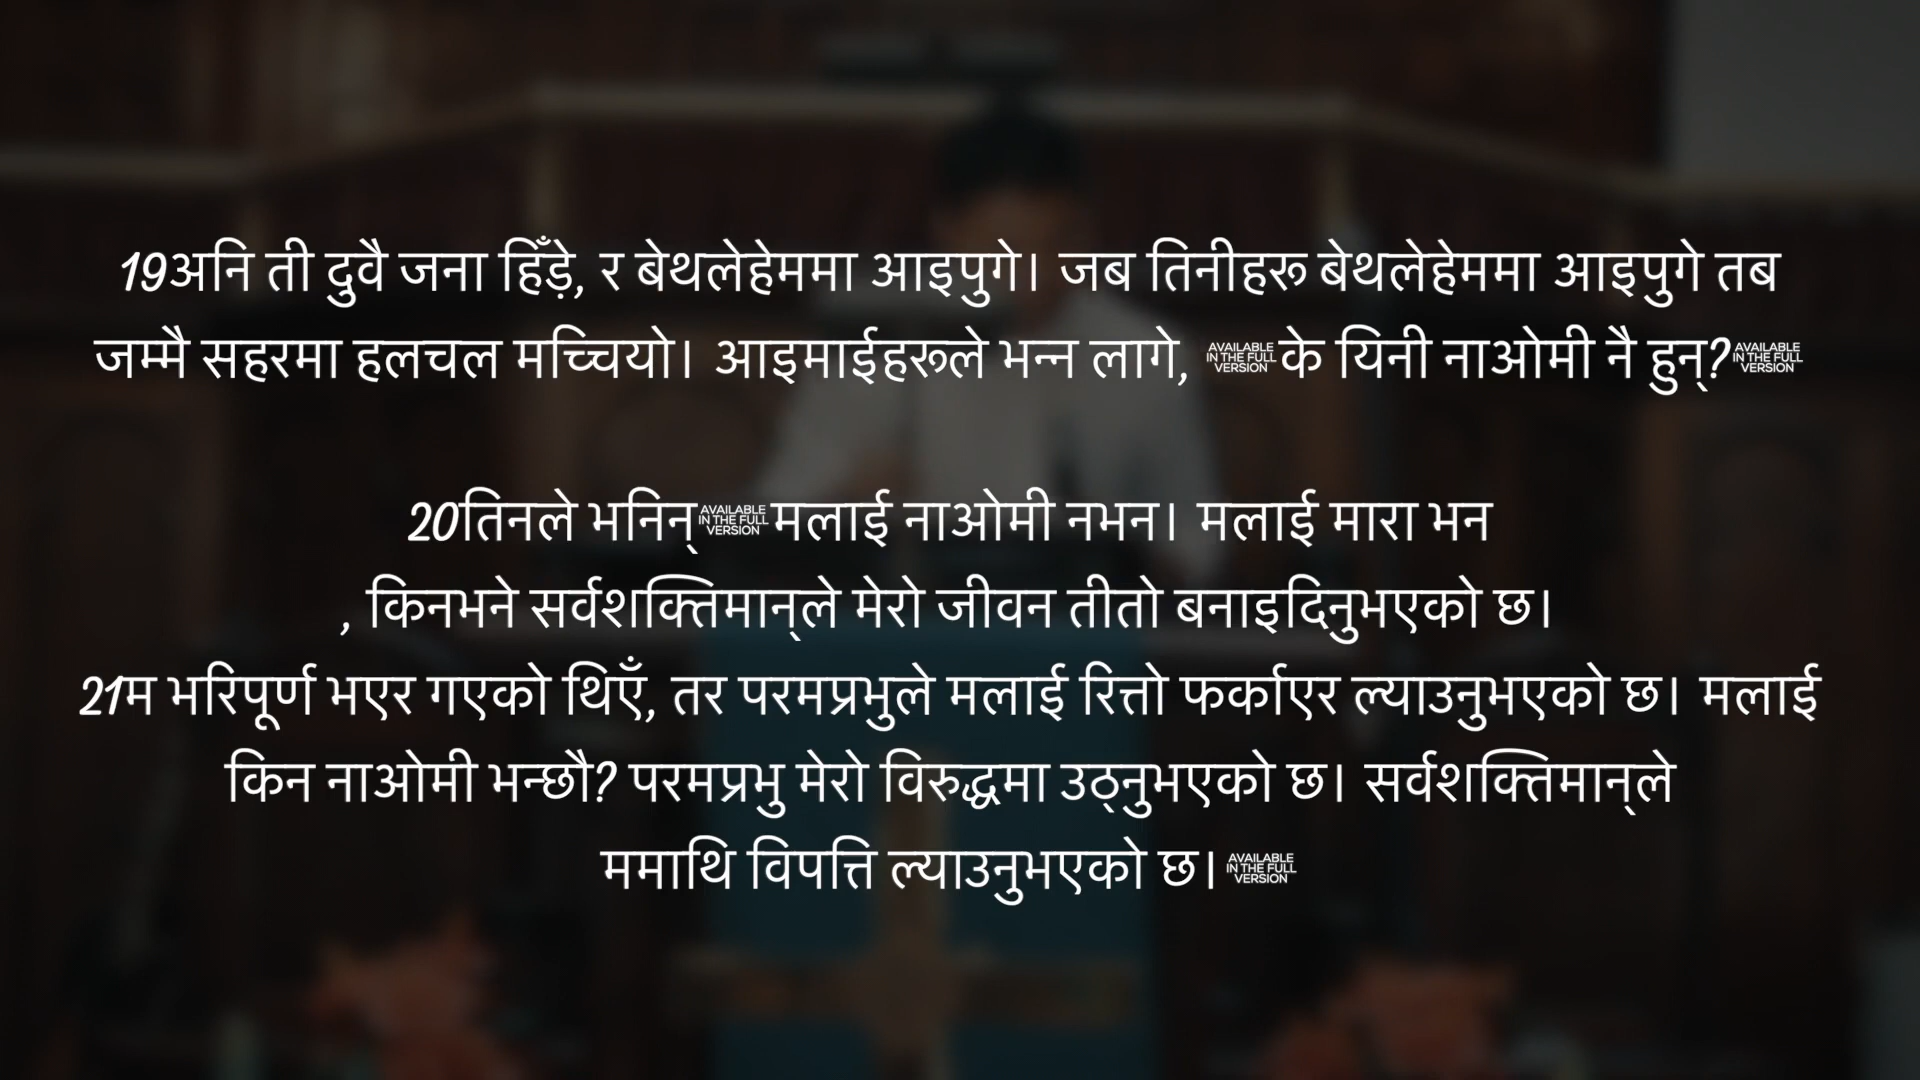 19अनि ती दुवै जना हिँड़े, र बेथलेहेममा आइपुगे। जब तिनीहरू बेथलेहेममा आइपुगे तब
जम्मै सहरमा हलचल मच्चियो। आइमाईहरूले भन्न लागे, AVAILABLE IN THE FULL VERSION के यिनी नाओमी नै हुन्? AVAILABLE IN THE FULL VERSION
20तिनले भनिन् AVAILABLE IN THE FULL VERSION मलाई नाओमी नभन। मलाई मारा भन
, किनभने सर्वशक्तिमान्‌ले मेरो जीवन तीतो बनाइदिनुभएको छ।
21म भरिपूर्ण भएर गएको थिएँ, तर परमप्रभुले मलाई रित्तो फर्काएर ल्याउनुभएको छ। मलाई
किन नाओमी भन्छौ? परमप्रभु मेरो विरुद्धमा उठ्नुभएको छ। सर्वशक्तिमान्‌ले
ममाथि विपत्ति ल्याउनुभएको छ। AVAILABLE IN THE FULL VERSION